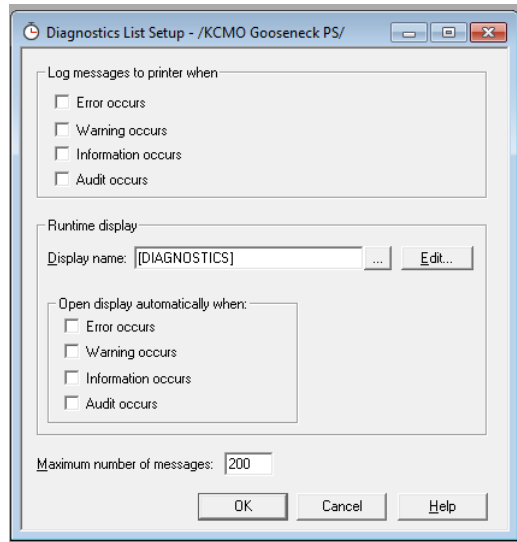 Diagnostics List Setup - /KCMO Gooseneck PS/
Log messages to printer when
Error occurs
Warning occurs
Information occurs
Audit occurs
Runtime display
Display name: [DIAGNOSTICS] ... Edit...
Open display automatically when:
Error occurs
Warning occurs
Information occurs
Audit occurs
Maximum number of messages: 200
OK Cancel Help